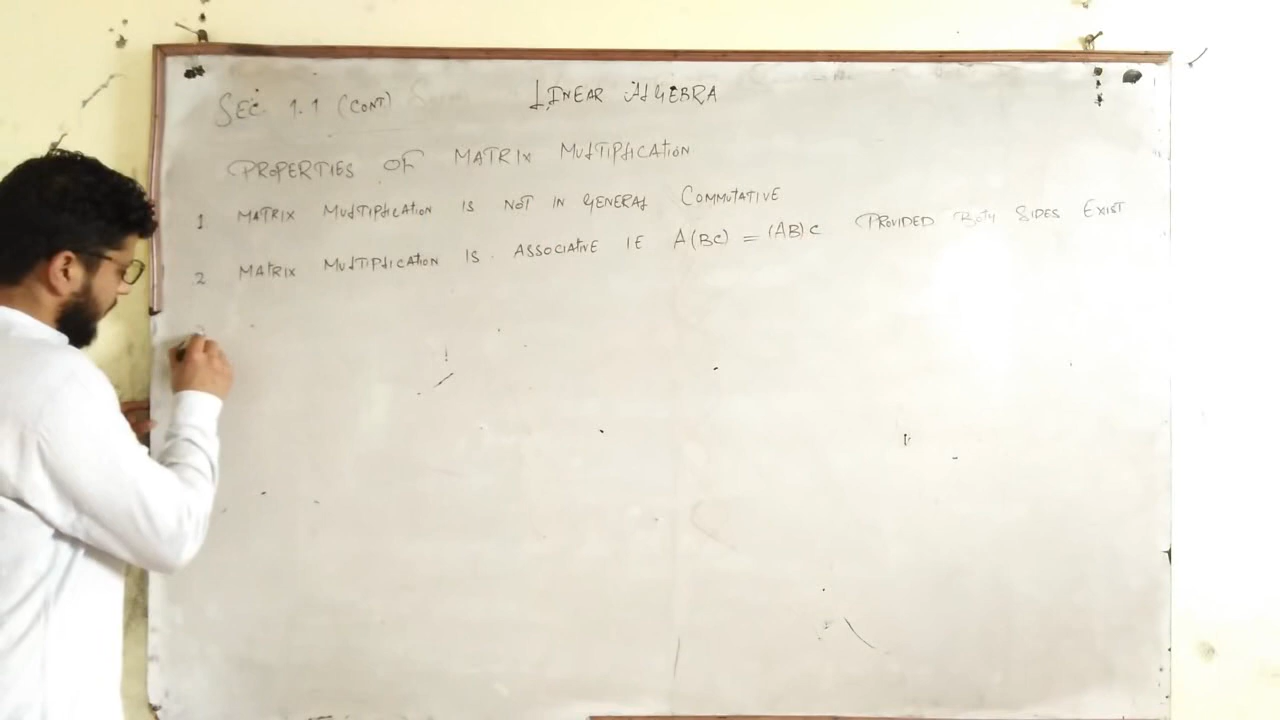 LINEAR ALGEBRA
SEC 1.1 (CONT)
PROPERTIES OF MATRIX MULTIPLICATION
1 MATRIX MULTIPLICATION IS NOT IN GENERAL COMMUTATIVE
2 MATRIX MULTIPLICATION IS ASSOCIATIVE IE A(BC) = (AB)C PROVIDED BOTH SIDES EXIST